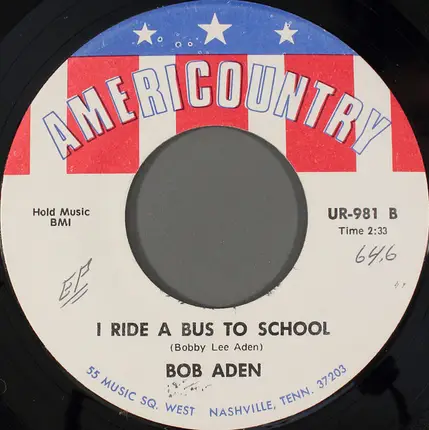 AMERICOUNTRY
Hold Music
BMI
UR-981 B
Time 2:33
64,6
EP
I RIDE A BUS TO SCHOOL
(Bobby Lee Aden)
BOB ADEN
55 MUSIC SQ. WEST NASHVILLE, TENN. 37203